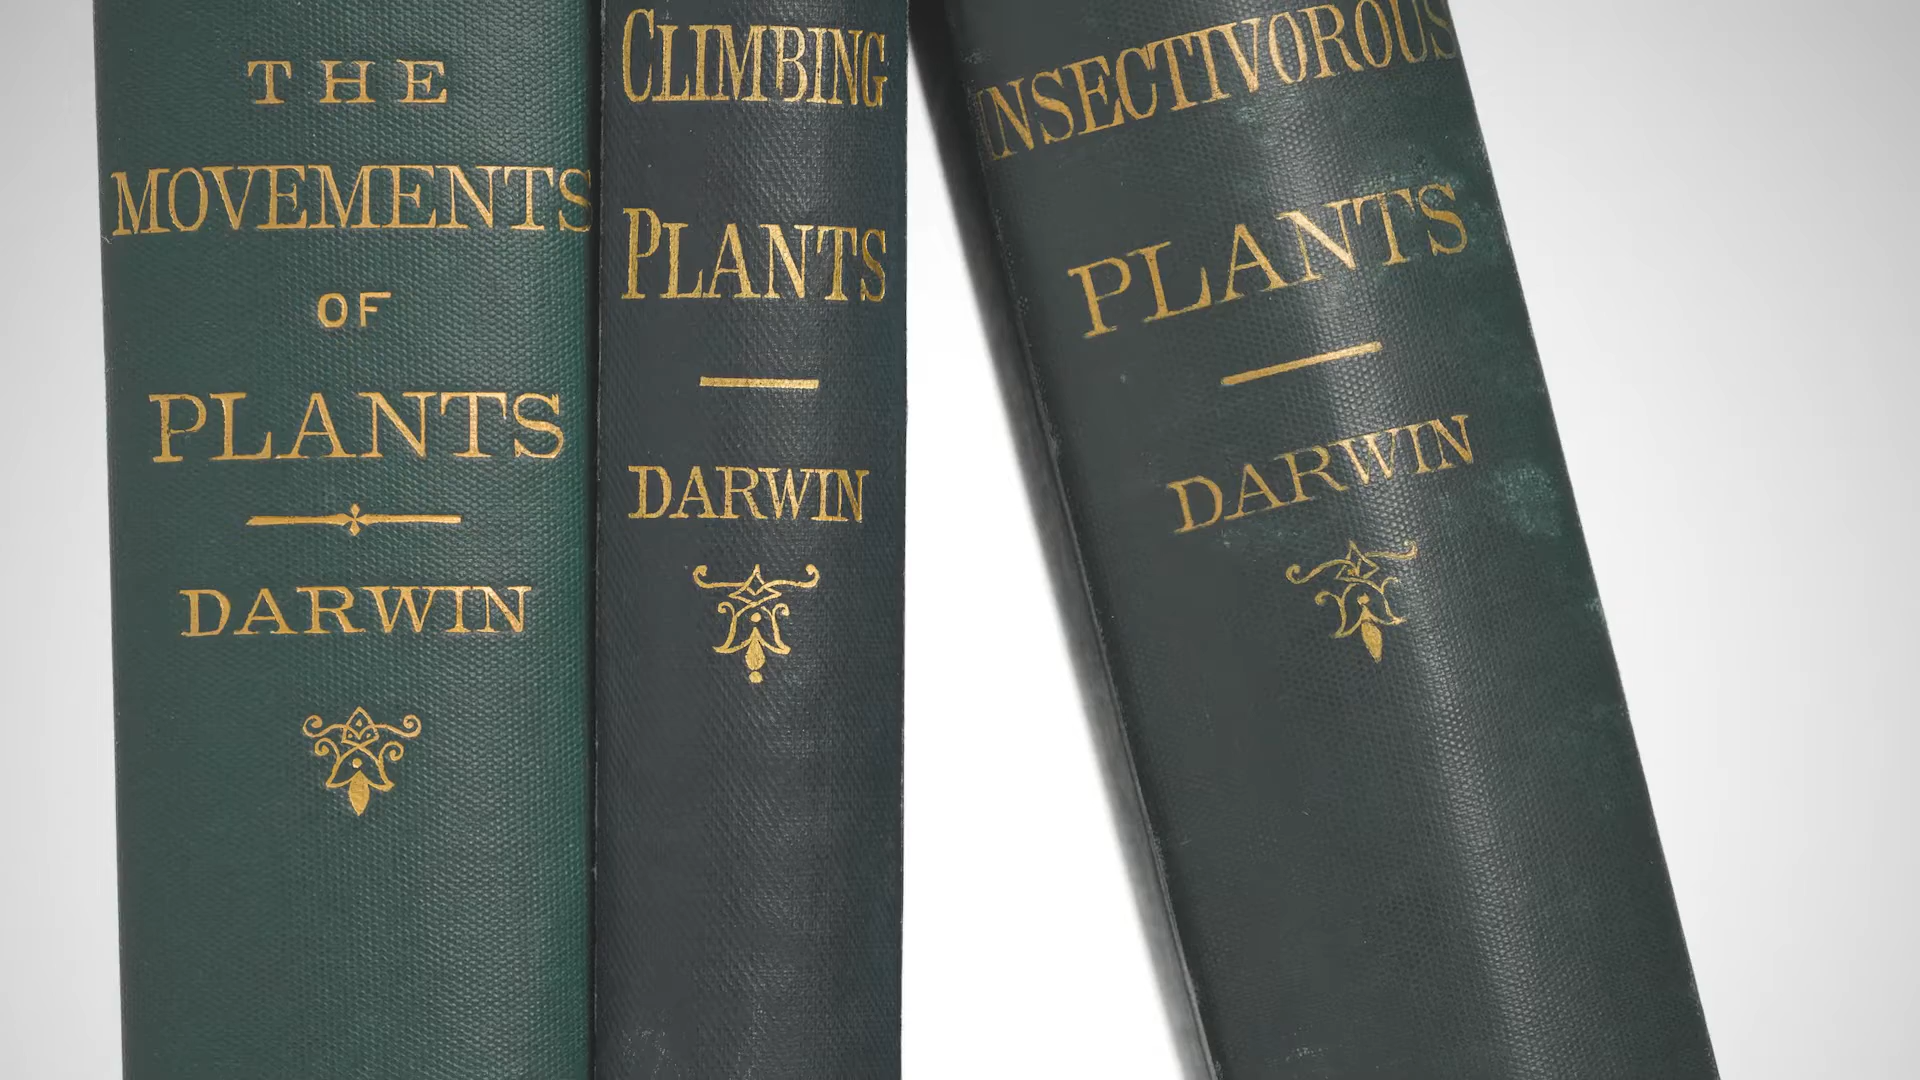 THE
MOVEMENTS
OF
PLANTS
DARWIN
CLIMBING
PLANTS
DARWIN
INSECTIVOROUS
PLANTS
DARWIN